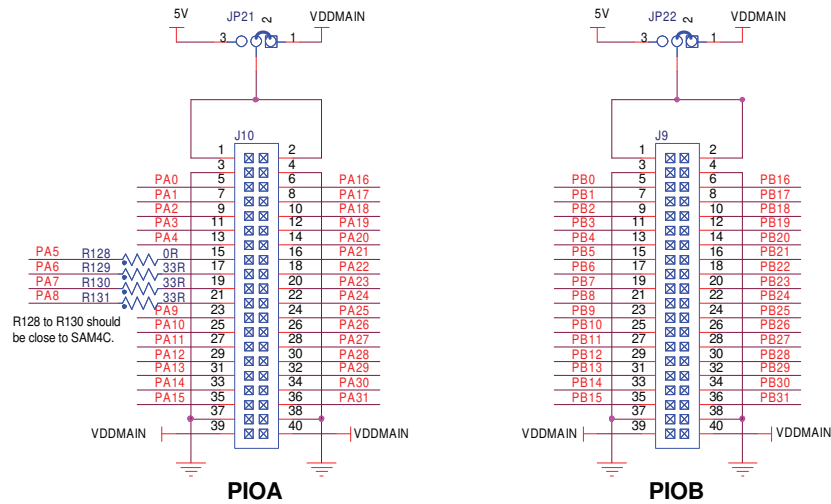 5V JP21 2 VDDMAIN
3 1
J10
1 2
3 4
PA0 5 6 PA16
PA1 7 8 PA17
PA2 9 10 PA18
PA3 11 12 PA19
PA4 13 14 PA20
PA5 R128 0R 15 16 PA21
PA6 R129 33R 17 18 PA22
PA7 R130 33R 19 20 PA23
PA8 R131 33R 21 22 PA24
PA9 23 24 PA25
PA10 25 26 PA26
PA11 27 28 PA27
PA12 29 30 PA28
PA13 31 32 PA29
PA14 33 34 PA30
PA15 35 36 PA31
37 38
VDDMAIN 39 40 VDDMAIN
R128 to R130 should
be close to SAM4C.
PIOA
5V JP22 2 VDDMAIN
3 1
J9
1 2
3 4
PB0 5 6 PB16
PB1 7 8 PB17
PB2 9 10 PB18
PB3 11 12 PB19
PB4 13 14 PB20
PB5 15 16 PB21
PB6 17 18 PB22
PB7 19 20 PB23
PB8 21 22 PB24
PB9 23 24 PB25
PB10 25 26 PB26
PB11 27 28 PB27
PB12 29 30 PB28
PB13 31 32 PB29
PB14 33 34 PB30
PB15 35 36 PB31
37 38
VDDMAIN 39 40 VDDMAIN
PIOB